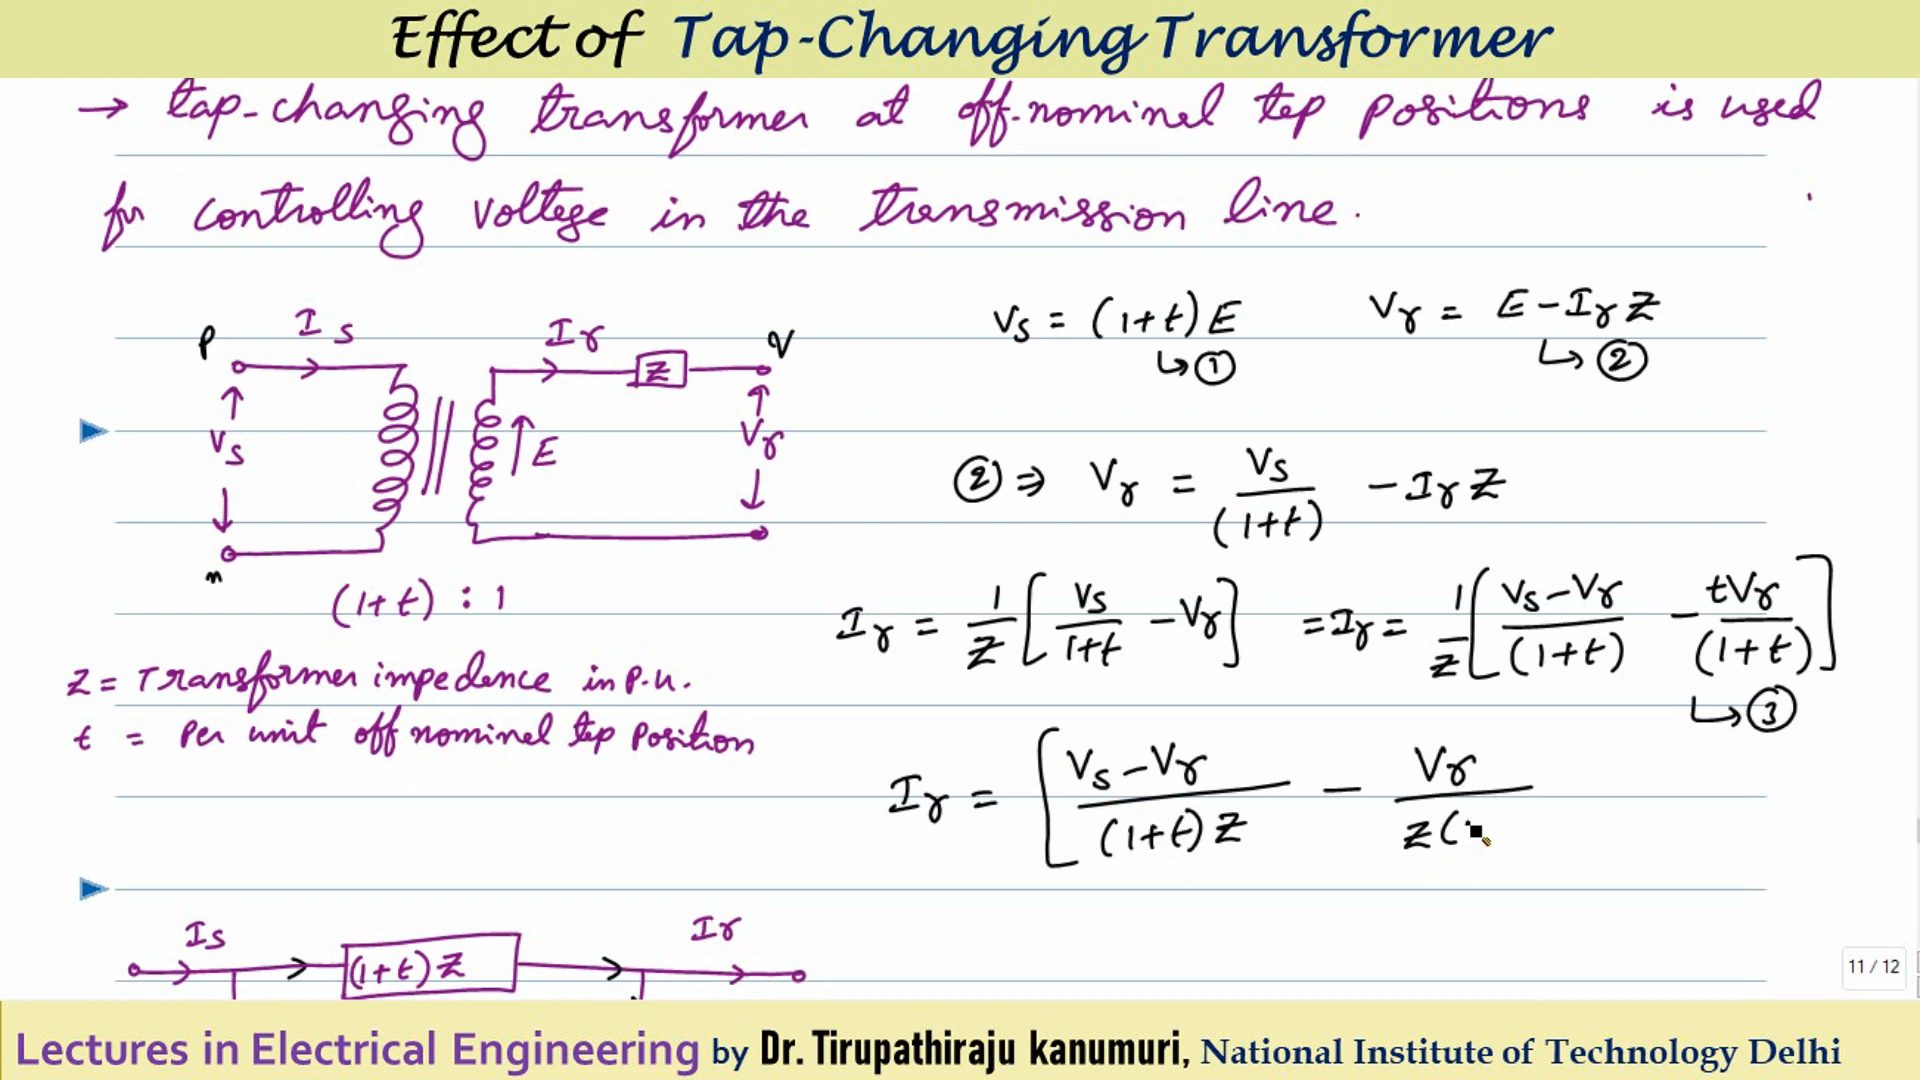 Effect of Tap-Changing Transformer
→ tap-changing transformer at off-nominal tap positions is used
for controlling voltage in the transmission line.
Vs = (1+t) E
↳ ①
Vr = E - Ir Z
↳ ②
P
Is
Ir
Z
q
Vs
E
Vr
n
(1+t) : 1
② ⇒ Vr = Vs/(1+t) - Ir Z
Ir = 1/Z [Vs/1+t - Vr] = Ir = 1/Z [Vs-Vr/(1+t) - tVr/(1+t)]
↳ ③
Z = Transformer impedance in p.u.
t = Per unit off nominal tap position
Ir = [Vs-Vr/(1+t)Z - Vr/Z(
Is
(1+t) Z
Ir
11 / 12
Lectures in Electrical Engineering by Dr. Tirupathiraju kanumuri, National Institute of Technology Delhi